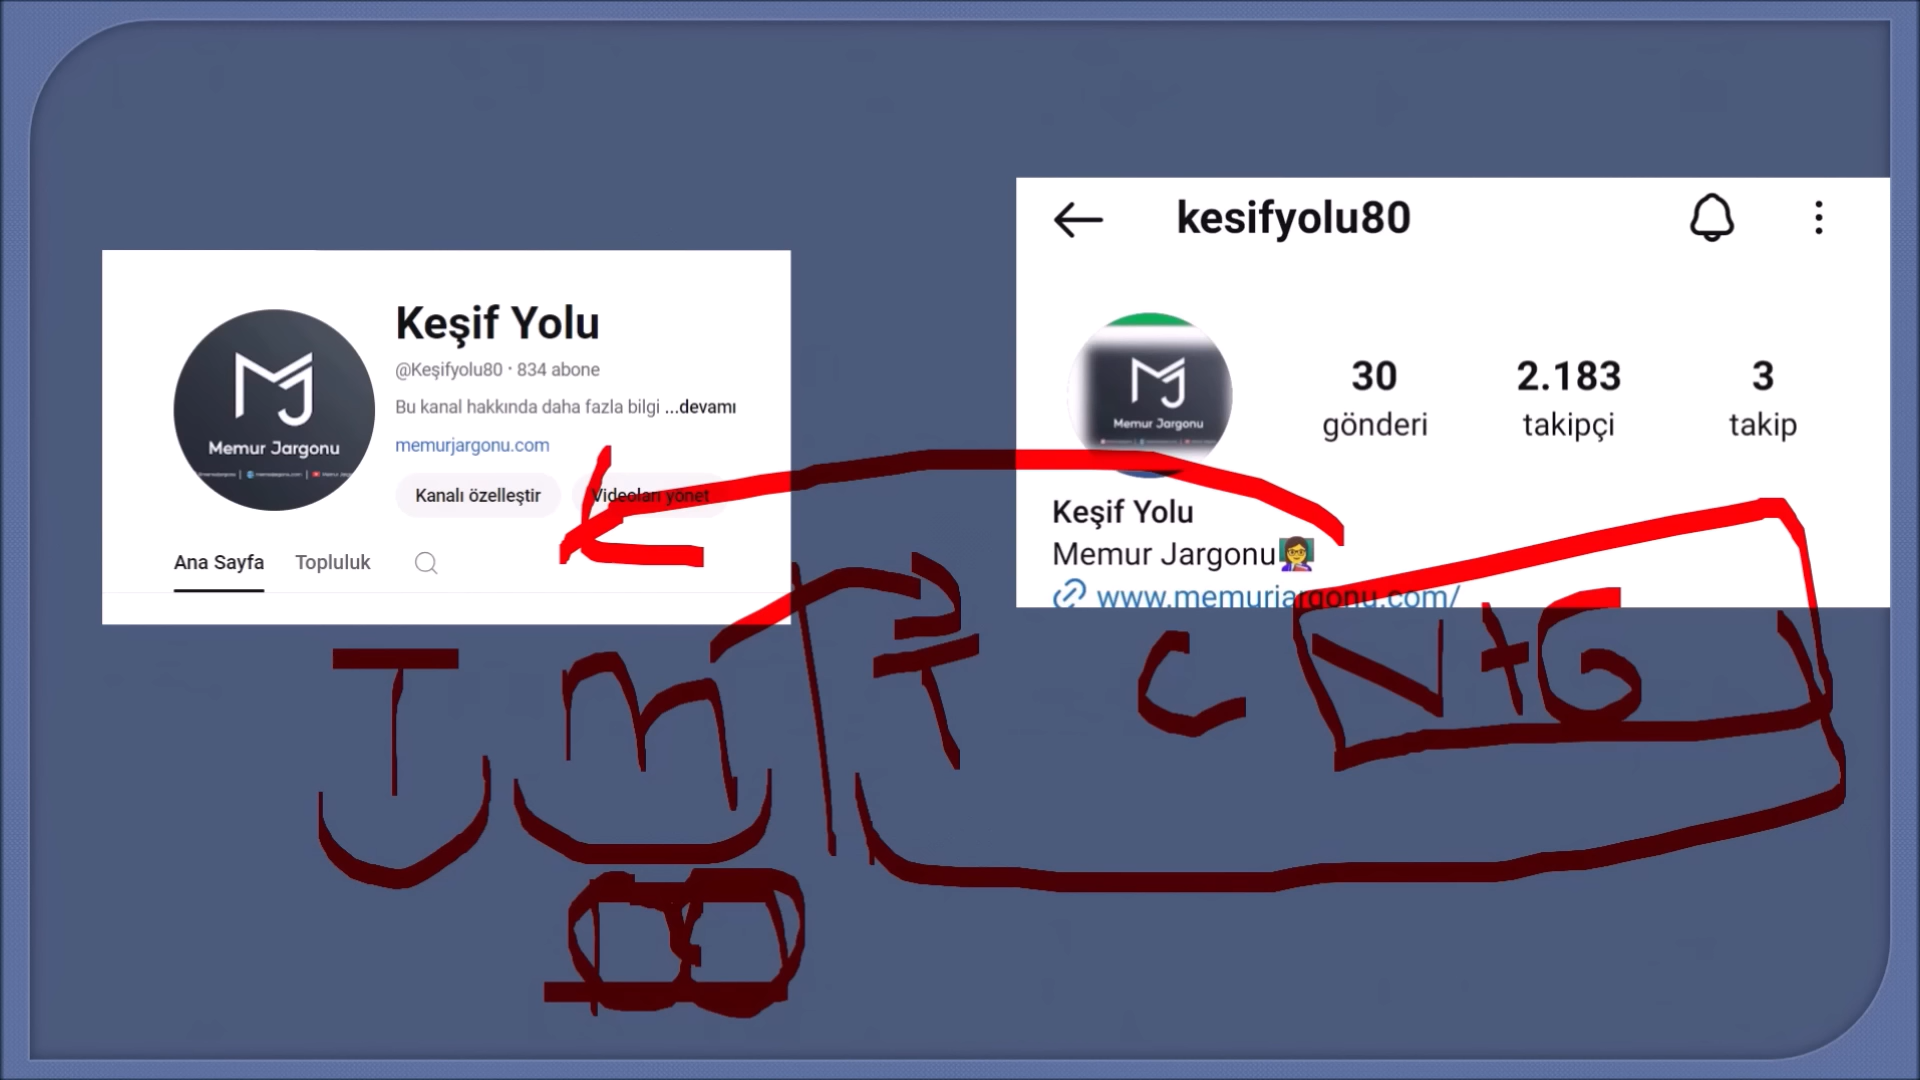 Keşif Yolu
@Keşifyolu80 · 834 abone
Bu kanal hakkında daha fazla bilgi ...devamı
memurjargonu.com
Kanalı özelleştir
Videoları yönet
Memur Jargonu
Ana Sayfa
Topluluk
kesifyolu80
Memur Jargonu
30
gönderi
2.183
takipçi
3
takip
Keşif Yolu
Memur Jargonu👩‍🏫
www.memurjargonu.com/
T m T C V+G